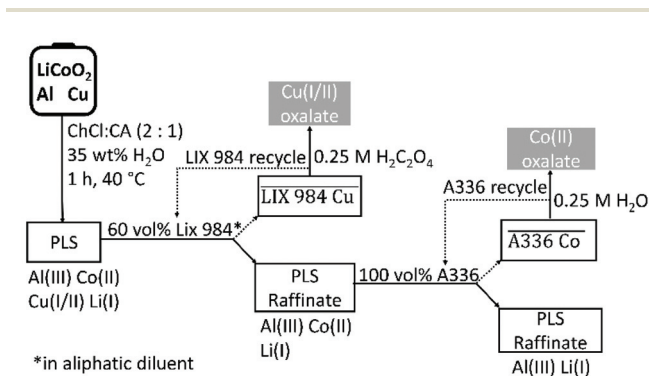 LiCoO₂
Al Cu
ChCl:CA (2 : 1)
35 wt% H₂O
1 h, 40 °C
PLS
Al(III) Co(II)
Cu(I/II) Li(I)
60 vol% Lix 984*
LIX 984 recycle
Cu(I/II)
oxalate
0.25 M H₂C₂O₄
LIX 984 Cu
PLS
Raffinate
Al(III) Co(II)
Li(I)
100 vol% A336
A336 recycle
Co(II)
oxalate
0.25 M H₂O
A336 Co
PLS
Raffinate
Al(III) Li(I)
*in aliphatic diluent